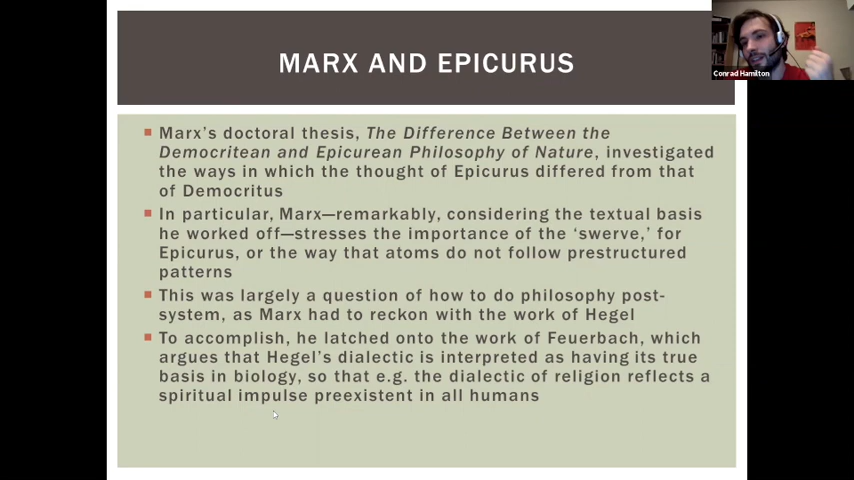 MARX AND EPICURUS
Conrad Hamilton
Marx's doctoral thesis, The Difference Between the
Democritean and Epicurean Philosophy of Nature, investigated
the ways in which the thought of Epicurus differed from that
of Democritus
In particular, Marx—remarkably, considering the textual basis
he worked off—stresses the importance of the 'swerve,' for
Epicurus, or the way that atoms do not follow prestructured
patterns
This was largely a question of how to do philosophy post-
system, as Marx had to reckon with the work of Hegel
To accomplish, he latched onto the work of Feuerbach, which
argues that Hegel's dialectic is interpreted as having its true
basis in biology, so that e.g. the dialectic of religion reflects a
spiritual impulse preexistent in all humans